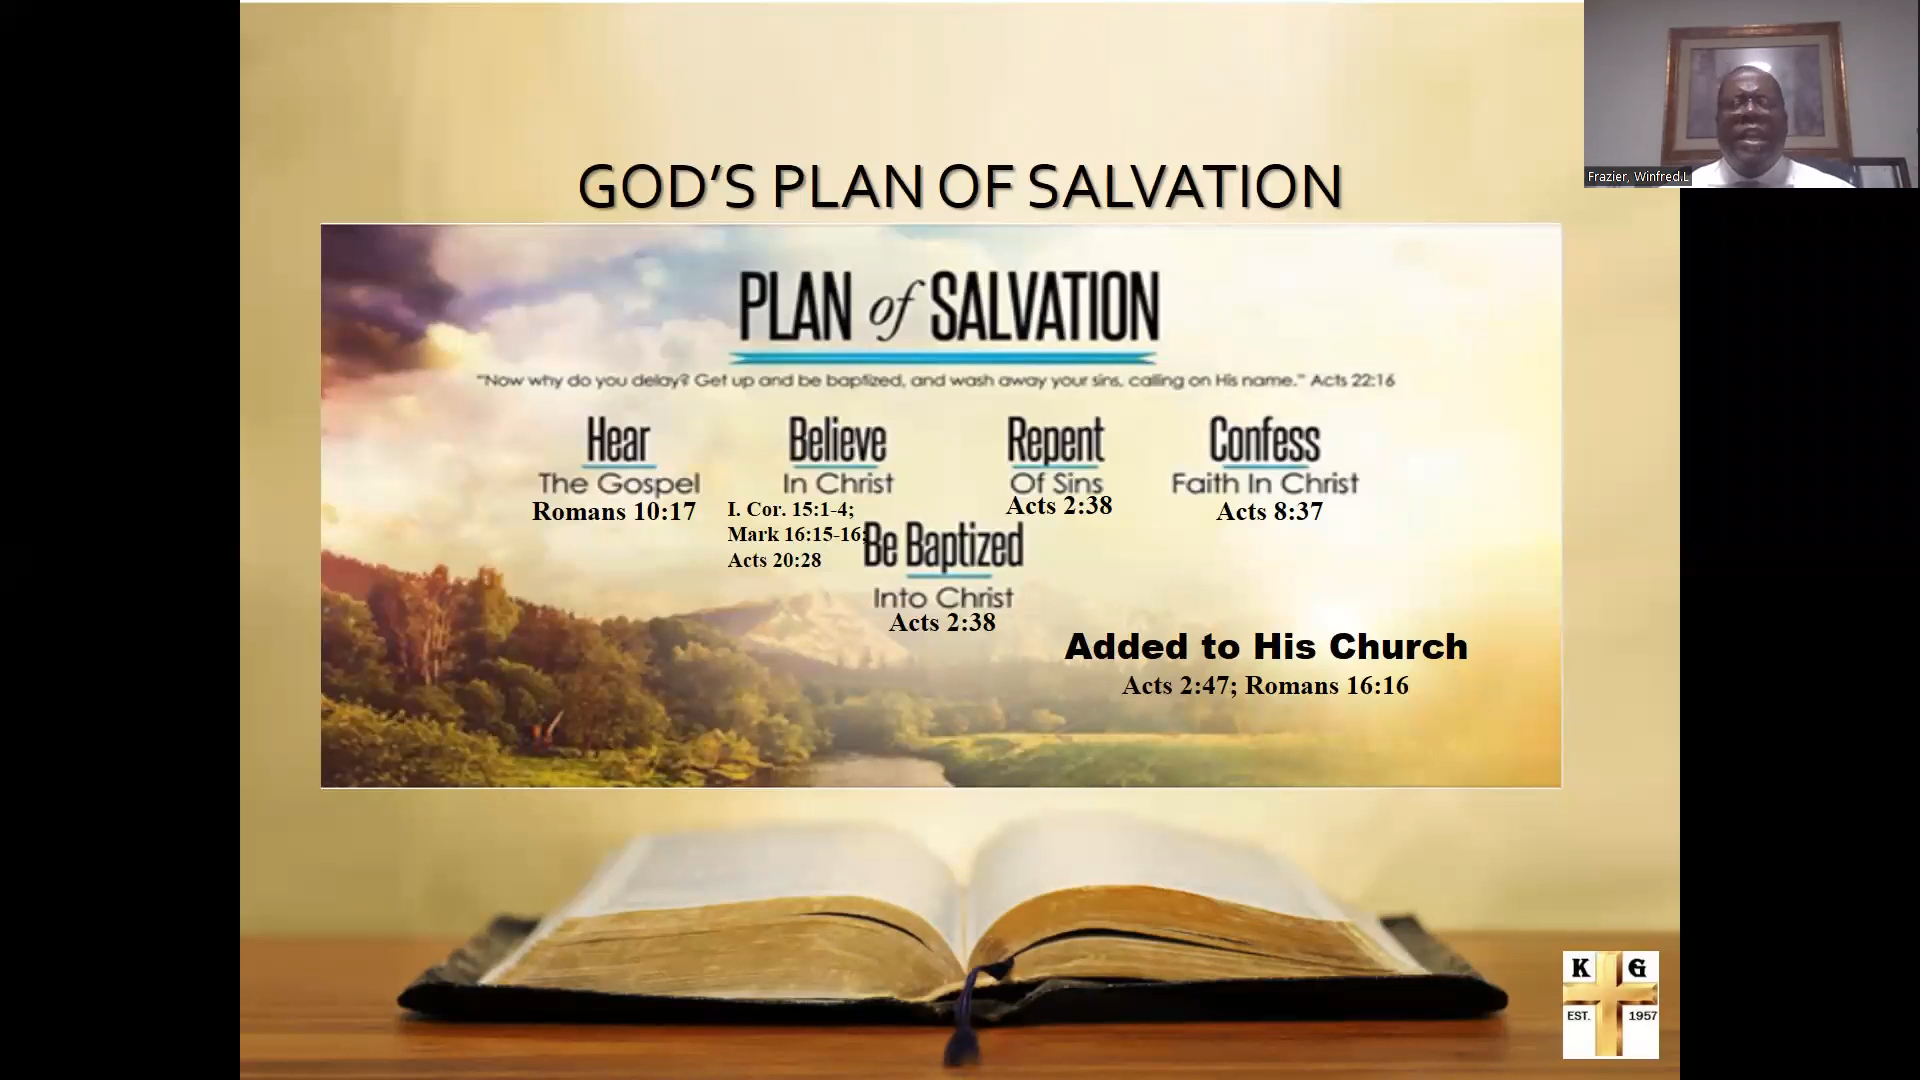 Frazier, Winfred.L
GOD'S PLAN OF SALVATION
PLAN of SALVATION
"Now why do you delay? Get up and be baptized, and wash away your sins, calling on His name." Acts 22:16
Hear
The Gospel
Romans 10:17
Believe
In Christ
I. Cor. 15:1-4;
Mark 16:15-16;
Acts 20:28
Repent
Of Sins
Acts 2:38
Confess
Faith In Christ
Acts 8:37
Be Baptized
Into Christ
Acts 2:38
Added to His Church
Acts 2:47; Romans 16:16
K G
EST. 1957